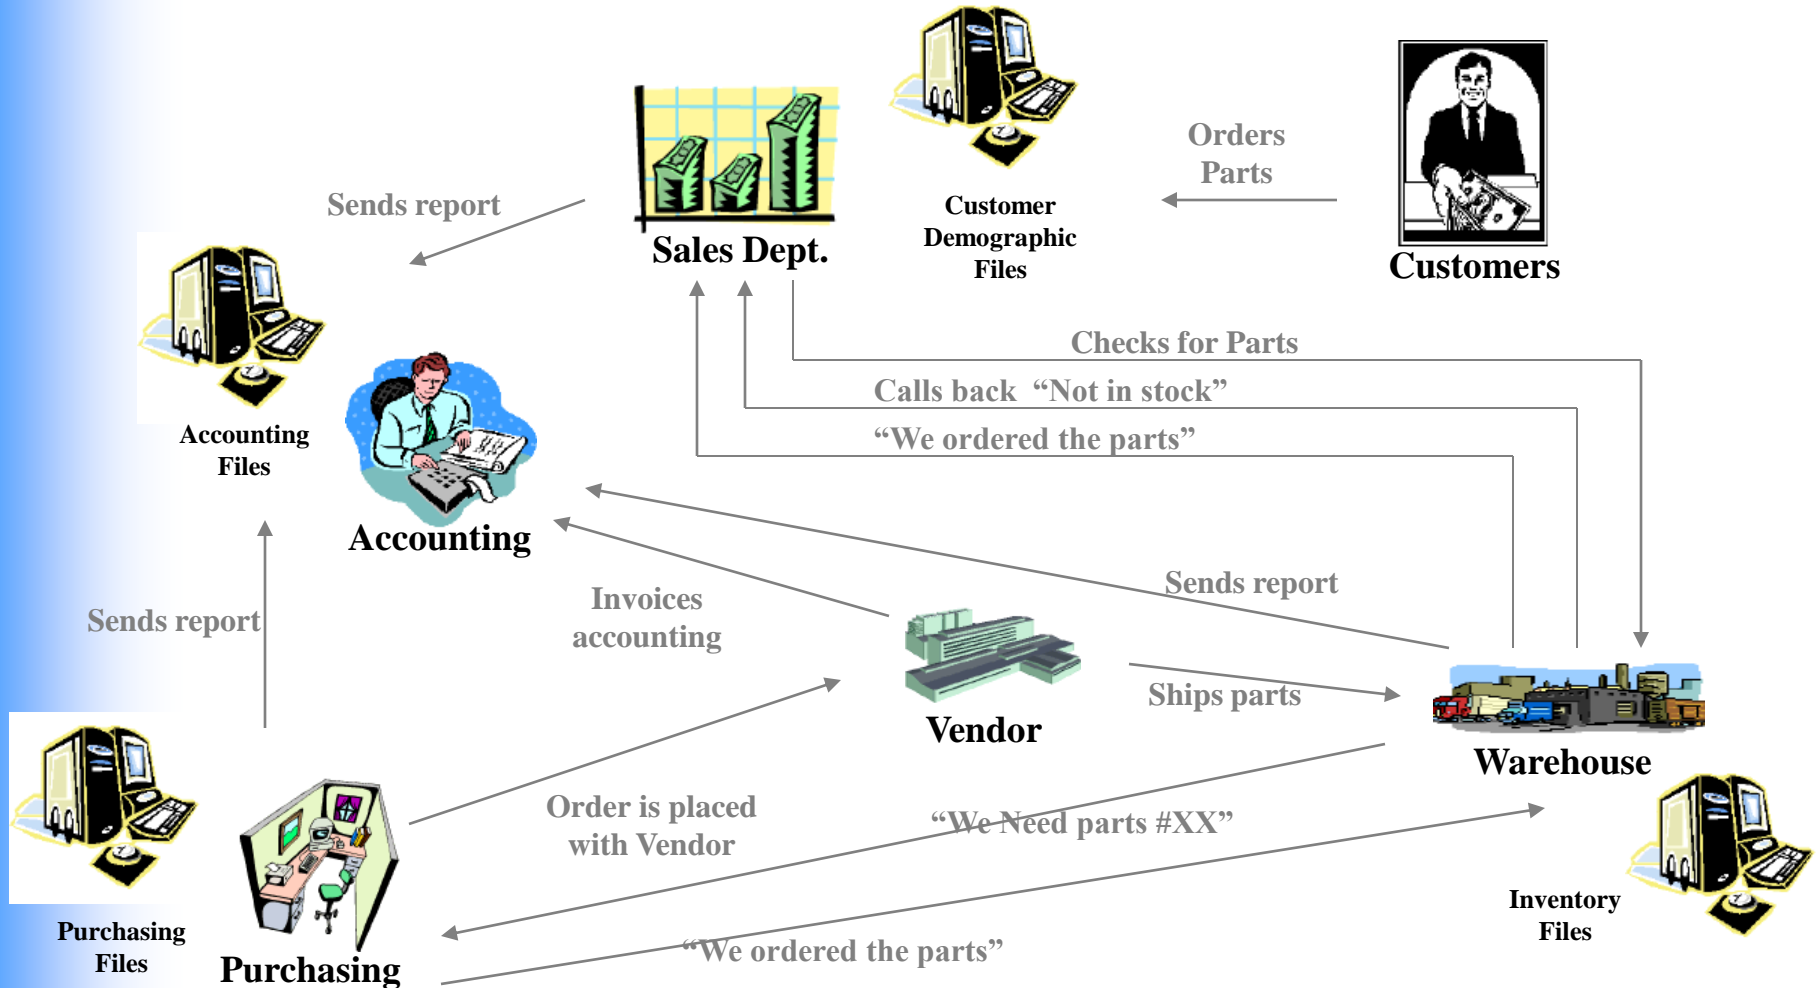 Orders
Parts
Sends report
Customer
Demographic
Files
Sales Dept.
Customers
Checks for Parts
Calls back “Not in stock”
“We ordered the parts”
Accounting
Files
Accounting
Sends report
Invoices
accounting
Sends report
Ships parts
Vendor
Warehouse
Order is placed
with Vendor
“We Need parts #XX”
Inventory
Files
Purchasing
Files
“We ordered the parts”
Purchasing